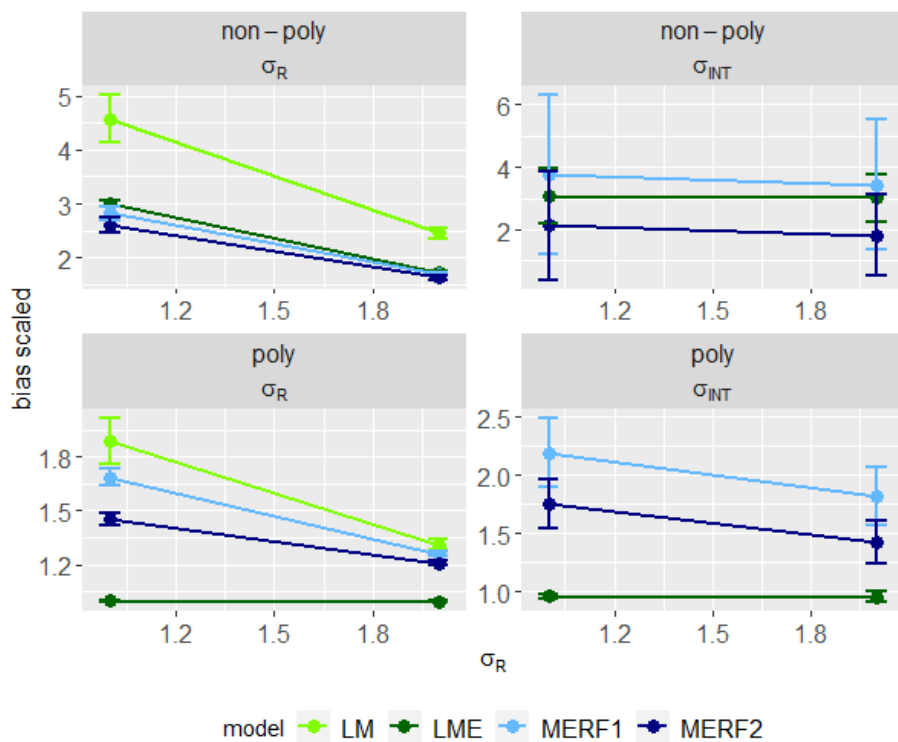 non – poly
σR
non – poly
σINT
5
4
3
2
6
4
2
1.2 1.5 1.8
1.2 1.5 1.8
poly
σR
poly
σINT
1.8
1.5
1.2
2.5
2.0
1.5
1.0
1.2 1.5 1.8
1.2 1.5 1.8
bias scaled
σR
model LM LME MERF1 MERF2